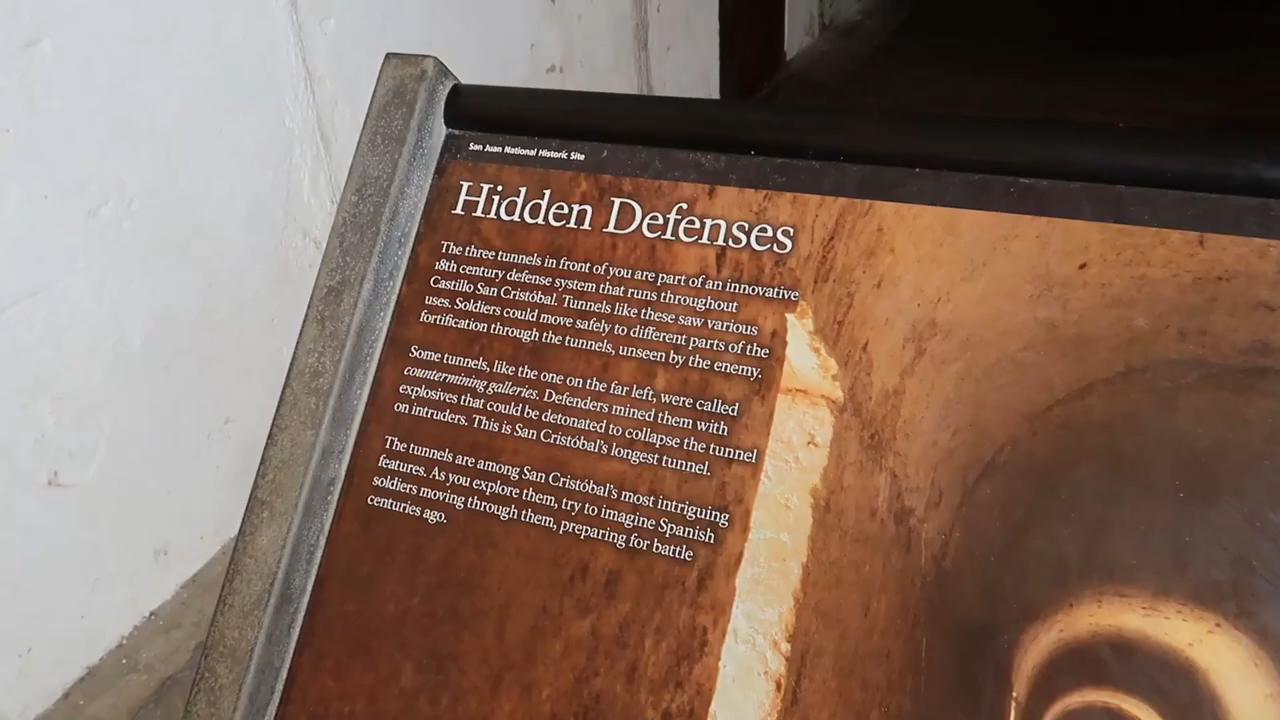 San Juan National Historic Site
Hidden Defenses
The three tunnels in front of you are part of an innovative
18th century defense system that runs throughout
Castillo San Cristóbal. Tunnels like these saw various
uses. Soldiers could move safely to different parts of the
fortification through the tunnels, unseen by the enemy.
Some tunnels, like the one on the far left, were called
countermining galleries. Defenders mined them with
explosives that could be detonated to collapse the tunnel
on intruders. This is San Cristóbal's longest tunnel.
The tunnels are among San Cristóbal's most intriguing
features. As you explore them, try to imagine Spanish
soldiers moving through them, preparing for battle
centuries ago.